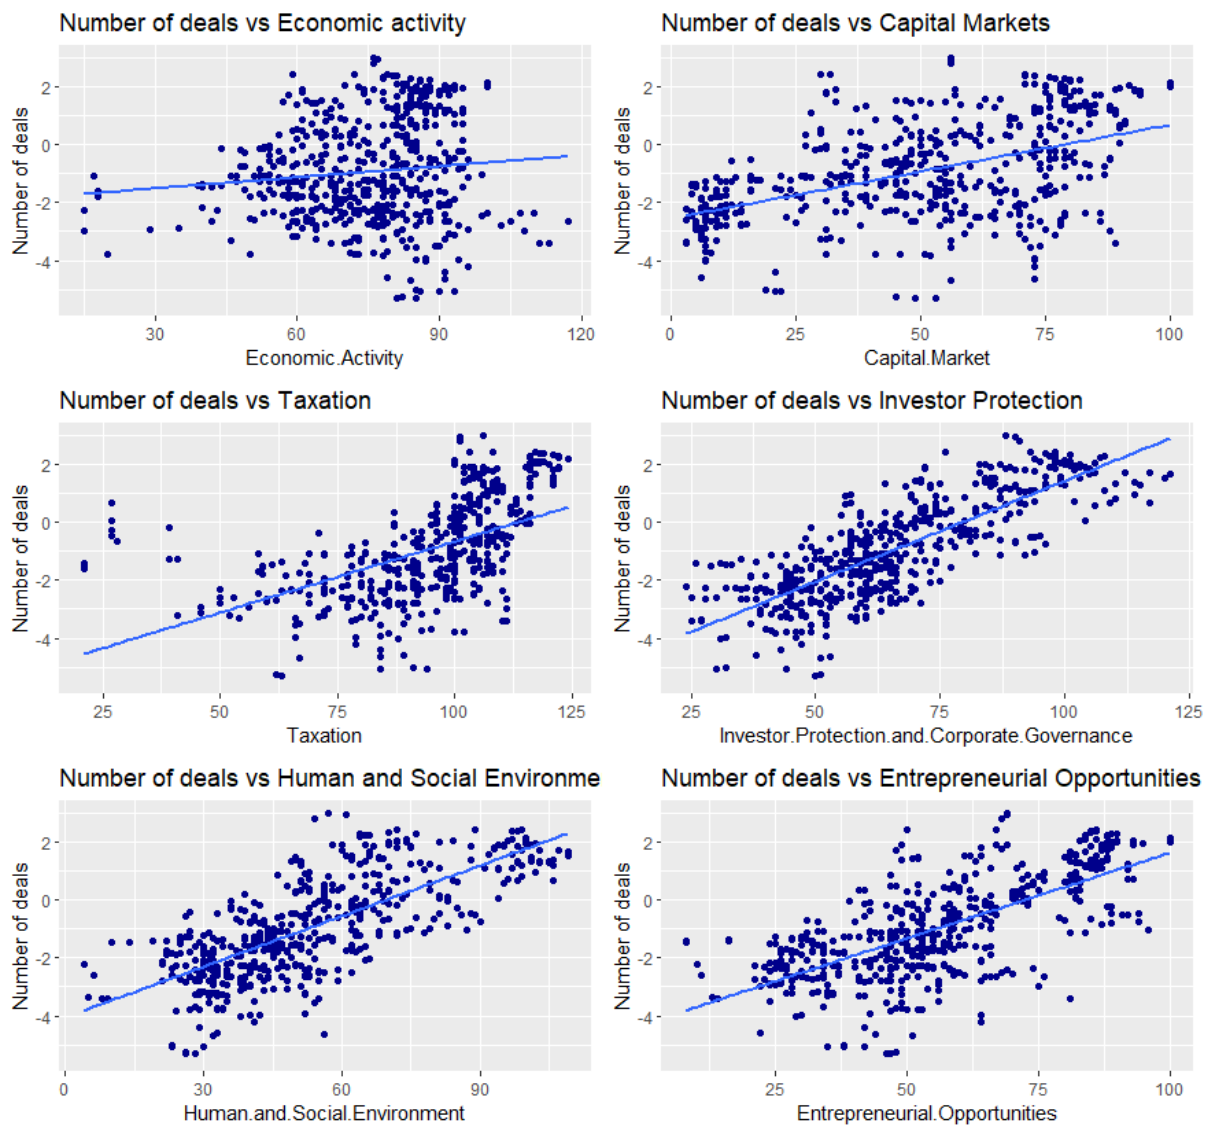 Number of deals vs Economic activity
Number of deals
2
0
-2
-4
30
60
90
120
Economic.Activity
Number of deals vs Capital Markets
Number of deals
2
0
-2
-4
0
25
50
75
100
Capital.Market
Number of deals vs Taxation
Number of deals
2
0
-2
-4
25
50
75
100
125
Taxation
Number of deals vs Investor Protection
Number of deals
2
0
-2
-4
25
50
75
100
125
Investor.Protection.and.Corporate.Governance
Number of deals vs Human and Social Environme
Number of deals
2
0
-2
-4
0
30
60
90
Human.and.Social.Environment
Number of deals vs Entrepreneurial Opportunities
Number of deals
2
0
-2
-4
25
50
75
100
Entrepreneurial.Opportunities